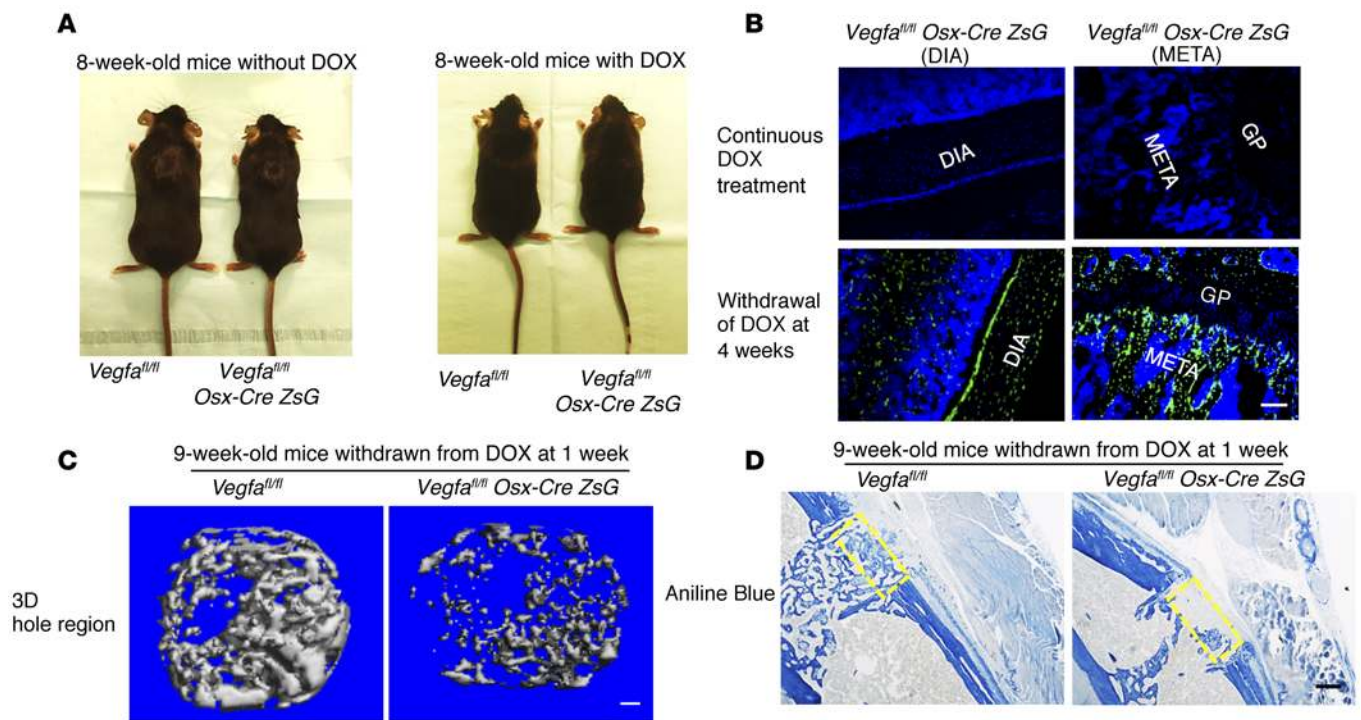 A
8-week-old mice without DOX
8-week-old mice with DOX
Vegfa^fl/fl
Vegfa^fl/fl
Osx-Cre ZsG
Vegfa^fl/fl
Vegfa^fl/fl
Osx-Cre ZsG
B
Vegfa^fl/fl Osx-Cre ZsG
(DIA)
Vegfa^fl/fl Osx-Cre ZsG
(META)
Continuous
DOX
treatment
DIA
META
GP
Withdrawal
of DOX at
4 weeks
DIA
GP
META
C
9-week-old mice withdrawn from DOX at 1 week
Vegfa^fl/fl
Vegfa^fl/fl Osx-Cre ZsG
3D
hole region
D
9-week-old mice withdrawn from DOX at 1 week
Vegfa^fl/fl
Vegfa^fl/fl Osx-Cre ZsG
Aniline Blue